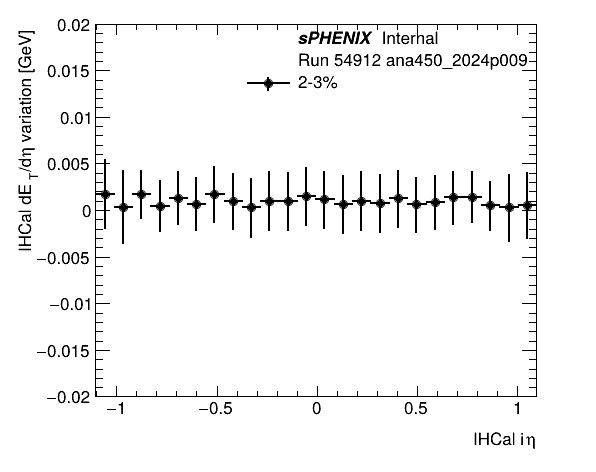 sPHENIX Internal
Run 54912 ana450_2024p009
2-3%
IHCal dE_T/dη variation [GeV]
0.02
0.015
0.01
0.005
0
−0.005
−0.01
−0.015
−0.02
−1 −0.5 0 0.5 1
IHCal iη